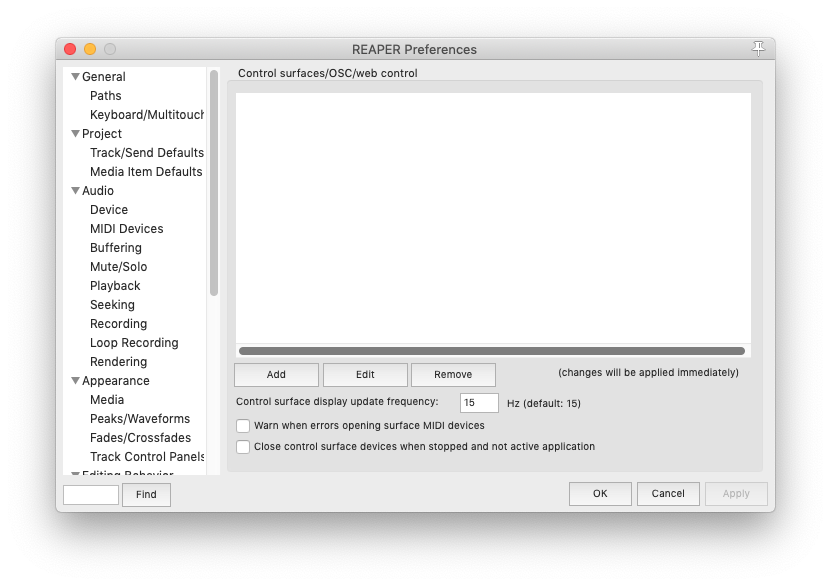 REAPER Preferences
General
Paths
Keyboard/Multitouch
Project
Track/Send Defaults
Media Item Defaults
Audio
Device
MIDI Devices
Buffering
Mute/Solo
Playback
Seeking
Recording
Loop Recording
Rendering
Appearance
Media
Peaks/Waveforms
Fades/Crossfades
Track Control Panels
Editing Behavior
Find
Control surfaces/OSC/web control
Add Edit Remove (changes will be applied immediately)
Control surface display update frequency: 15 Hz (default: 15)
Warn when errors opening surface MIDI devices
Close control surface devices when stopped and not active application
OK Cancel Apply